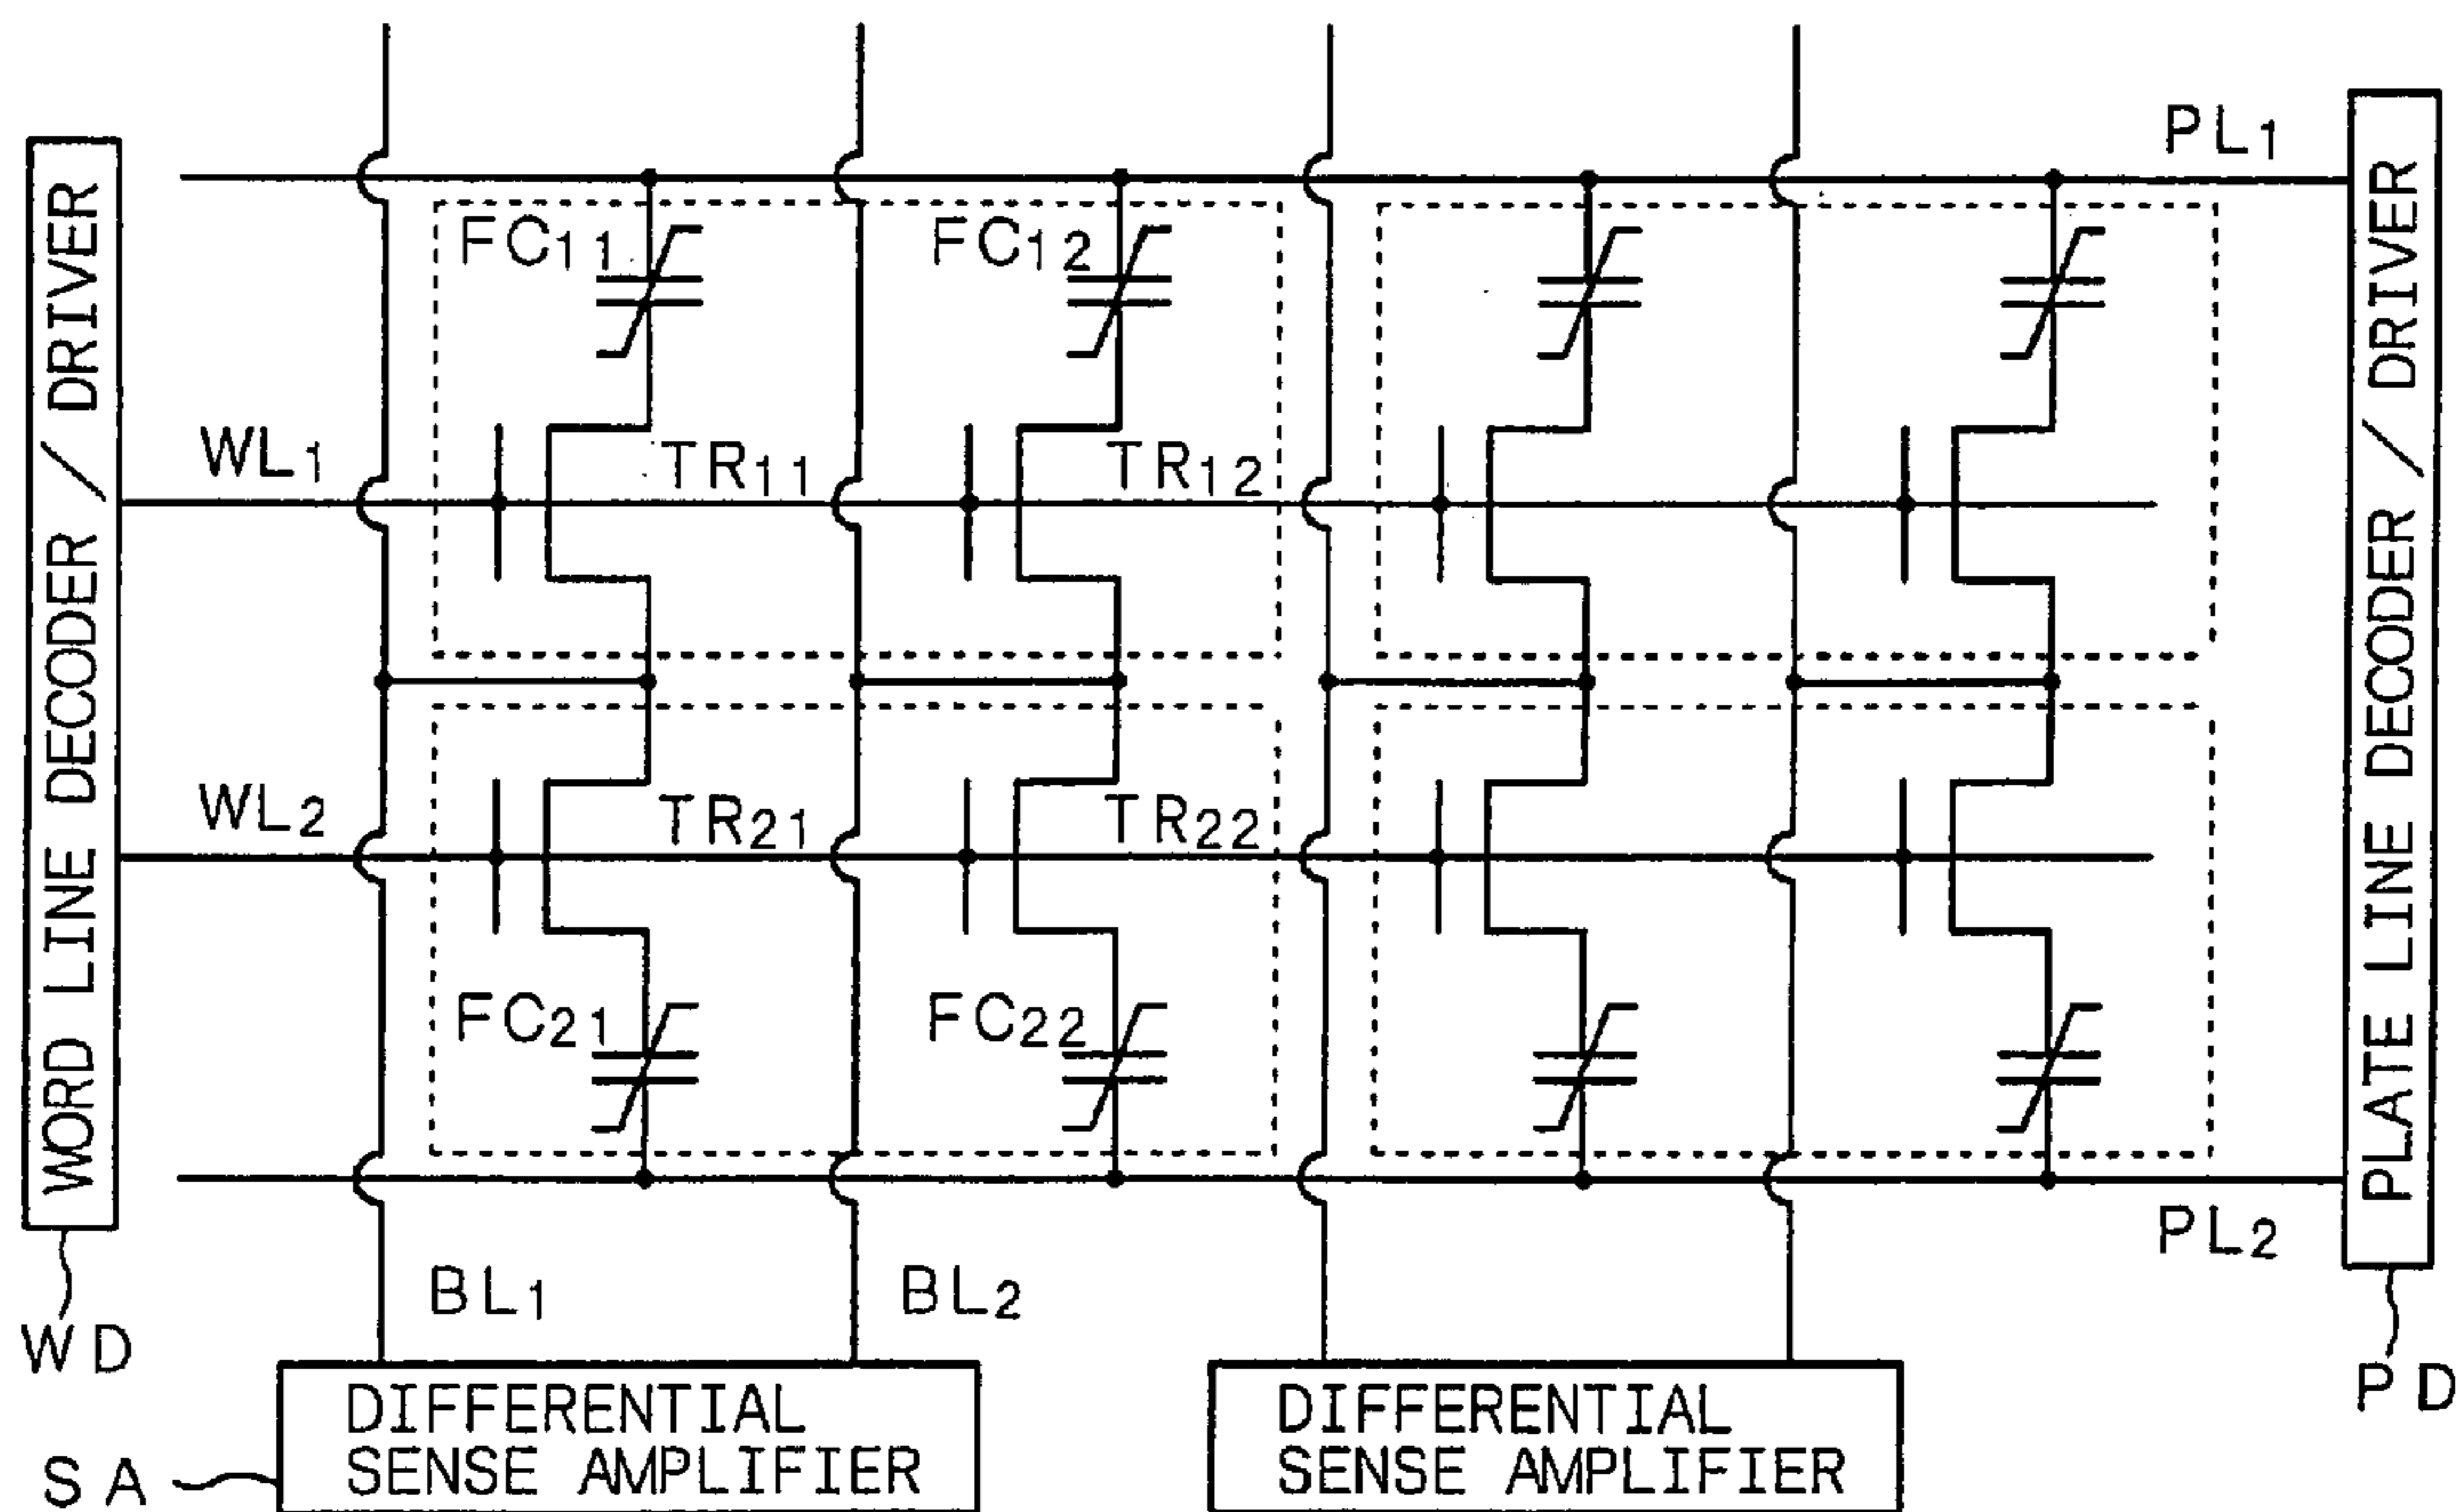 PL1
FC11
FC12
WL1
TR11
TR12
WORD LINE DECODER / DRIVER
PLATE LINE DECODER / DRIVER
WL2
TR21
TR22
FC21
FC22
PL2
BL1
BL2
WD
PD
DIFFERENTIAL
SENSE AMPLIFIER
DIFFERENTIAL
SENSE AMPLIFIER
SA